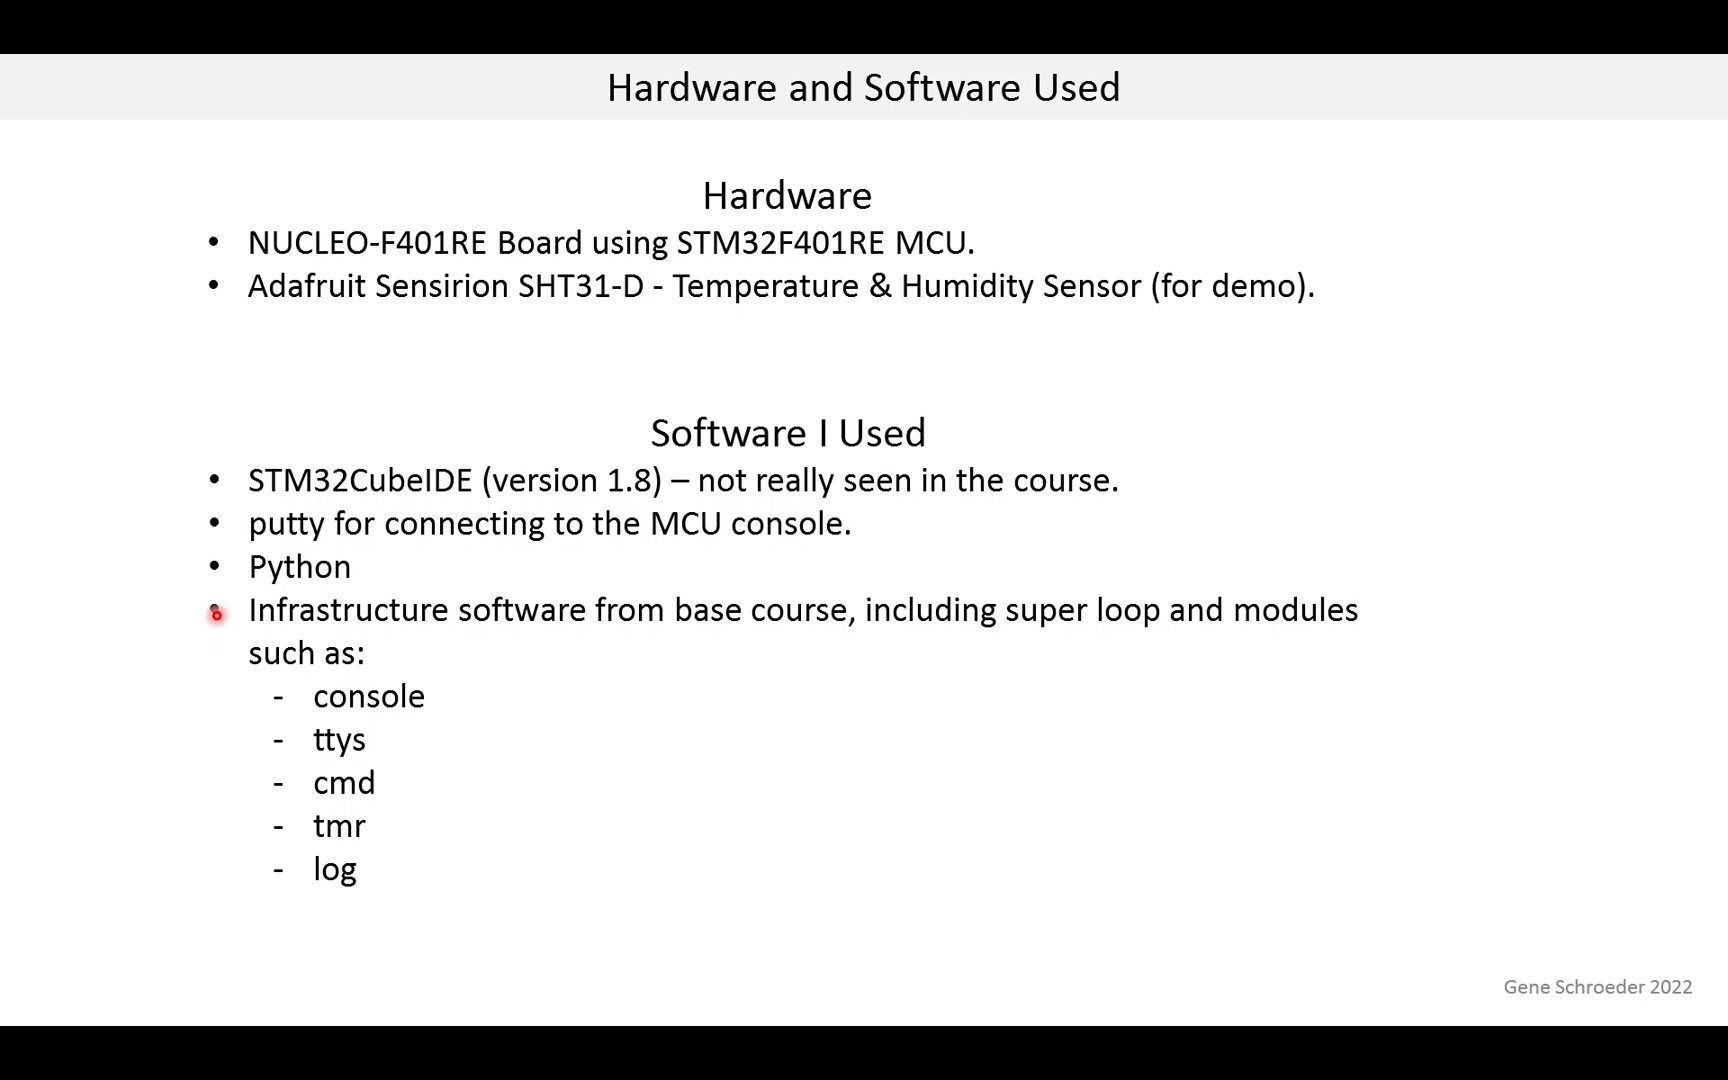 Hardware and Software Used
Hardware
• NUCLEO-F401RE Board using STM32F401RE MCU.
• Adafruit Sensirion SHT31-D - Temperature & Humidity Sensor (for demo).
Software I Used
• STM32CubeIDE (version 1.8) – not really seen in the course.
• putty for connecting to the MCU console.
• Python
• Infrastructure software from base course, including super loop and modules
such as:
- console
- ttys
- cmd
- tmr
- log
Gene Schroeder 2022